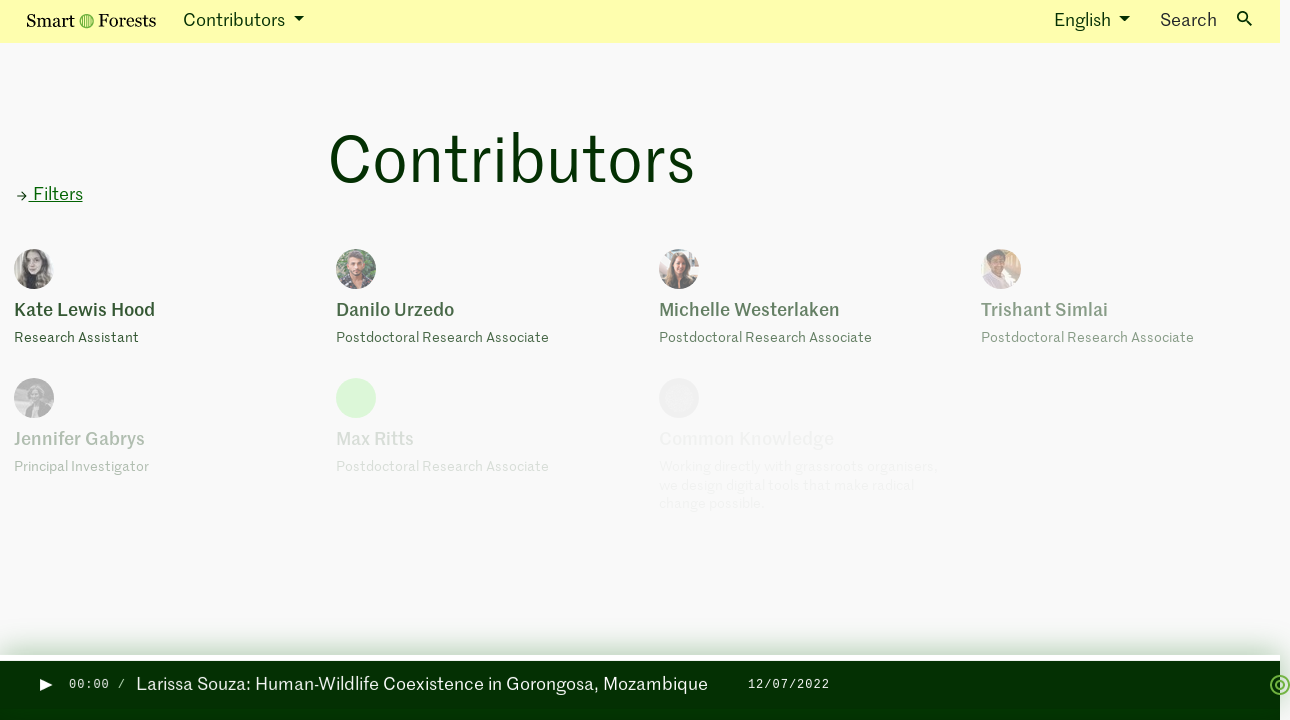 Smart Forests
Contributors
English
Search
Contributors
Filters
Kate Lewis Hood
Research Assistant
Danilo Urzedo
Postdoctoral Research Associate
Michelle Westerlaken
Postdoctoral Research Associate
Trishant Simlai
Postdoctoral Research Associate
Jennifer Gabrys
Principal Investigator
Max Ritts
Postdoctoral Research Associate
Common Knowledge
Working directly with grassroots organisers,
we design digital tools that make radical
change possible.
00:00 /
Larissa Souza: Human-Wildlife Coexistence in Gorongosa, Mozambique
12/07/2022